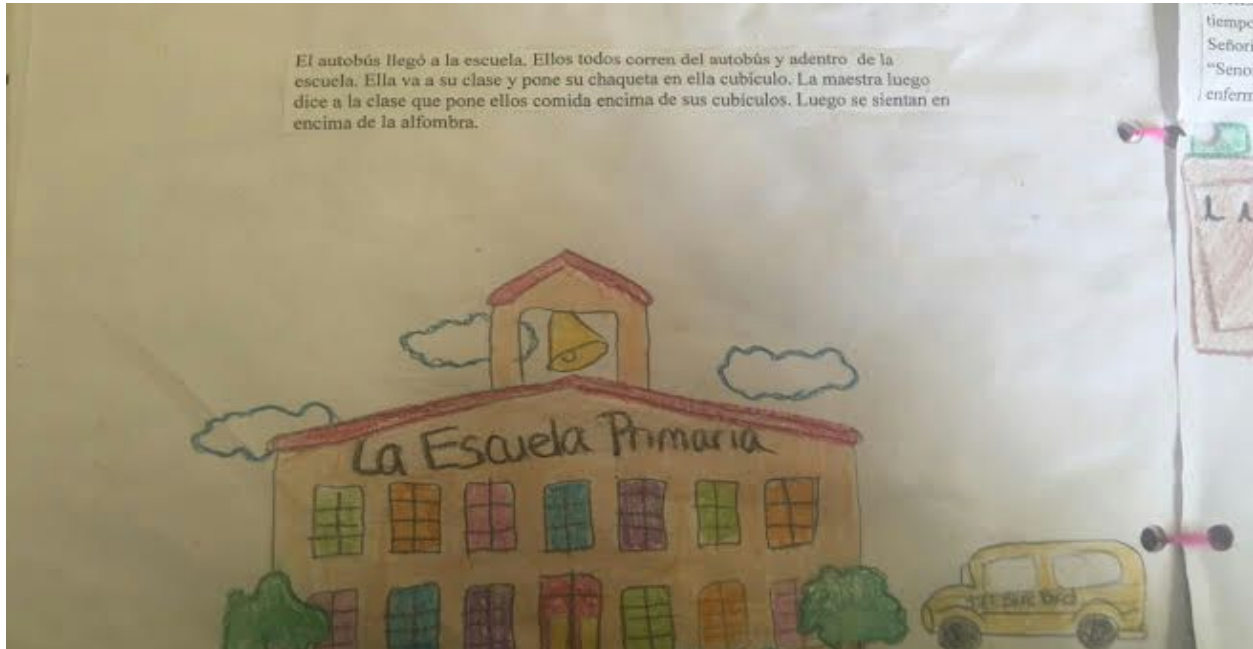 El autobús llegó a la escuela. Ellos todos corren del autobús y adentro de la
escuela. Ella va a su clase y pone su chaqueta en ella cubículo. La maestra luego
dice a la clase que pone ellos comida encima de sus cubículos. Luego se sientan en
encima de la alfombra.
tiempo
Señori
"Seno
enferm
La Escuela Primaria